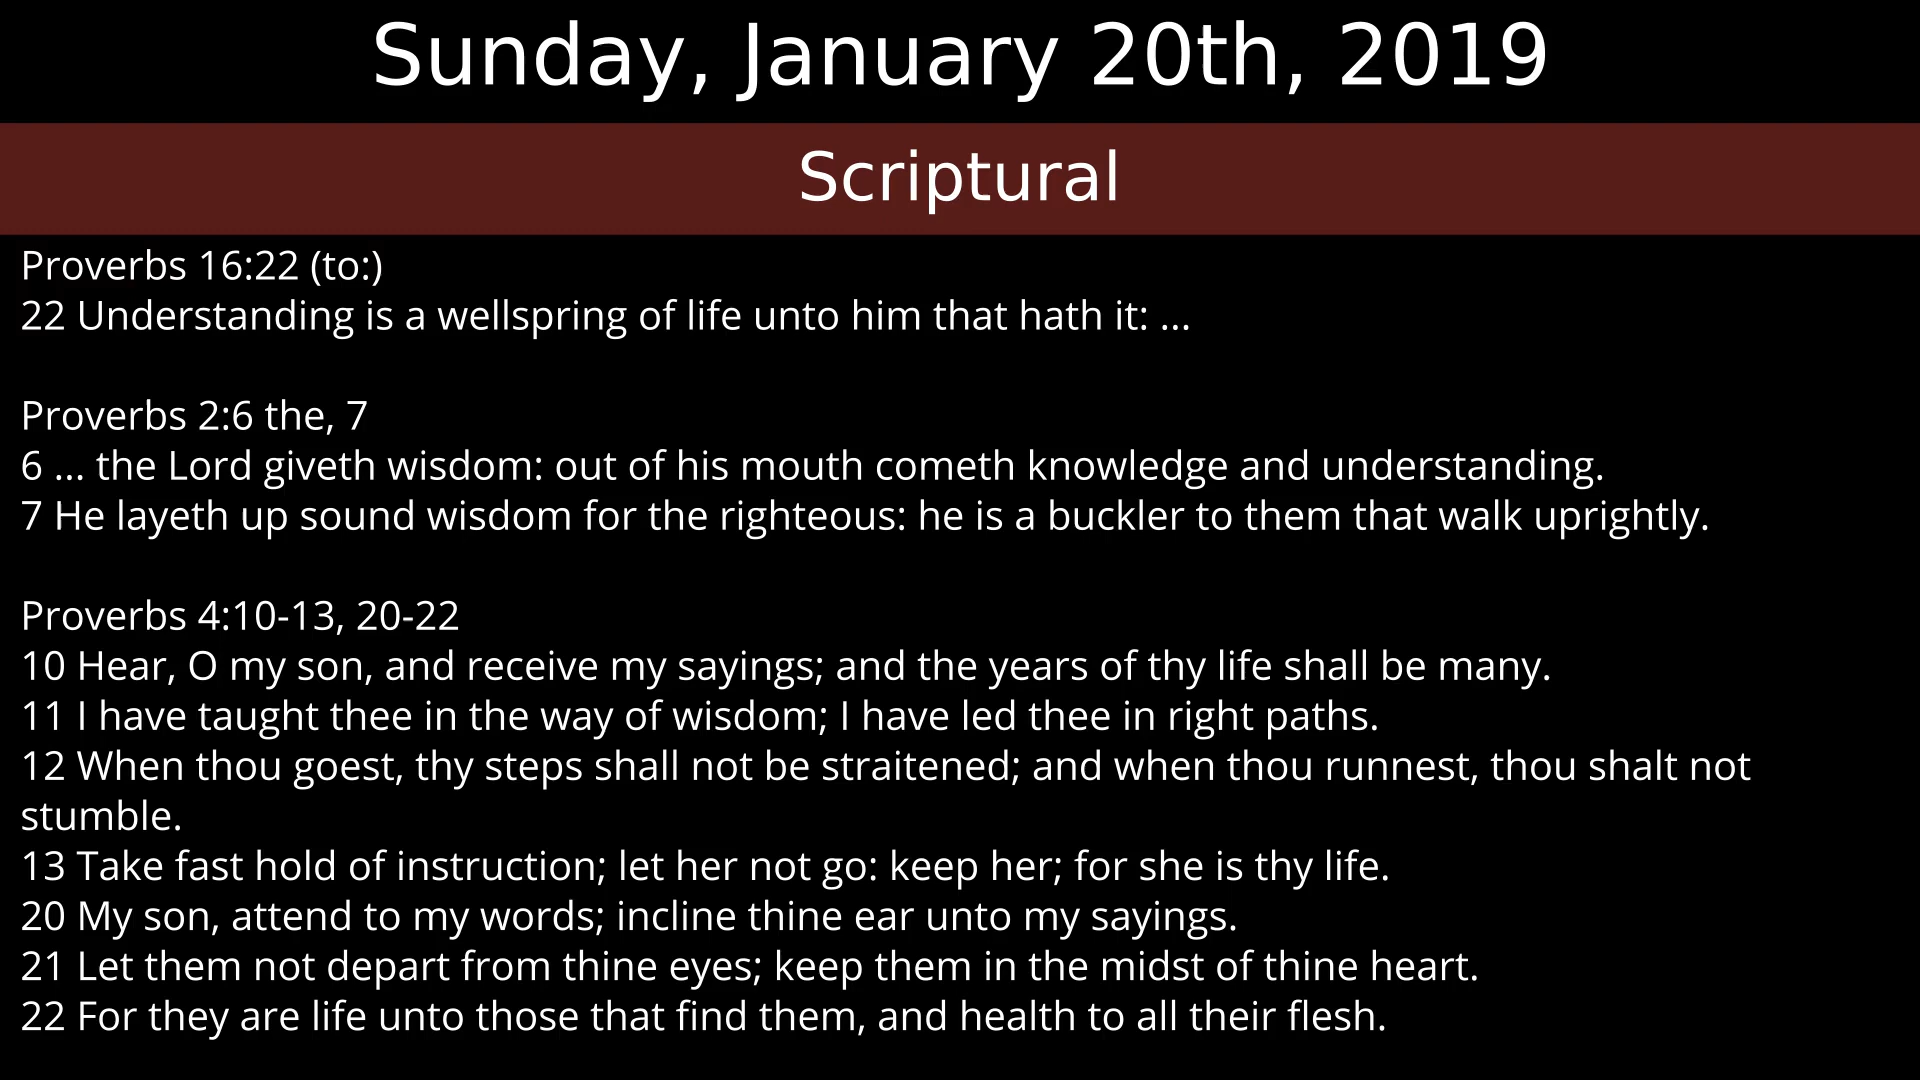 Sunday, January 20th, 2019
Scriptural
Proverbs 16:22 (to:)
22 Understanding is a wellspring of life unto him that hath it: ...
Proverbs 2:6 the, 7
6 ... the Lord giveth wisdom: out of his mouth cometh knowledge and understanding.
7 He layeth up sound wisdom for the righteous: he is a buckler to them that walk uprightly.
Proverbs 4:10-13, 20-22
10 Hear, O my son, and receive my sayings; and the years of thy life shall be many.
11 I have taught thee in the way of wisdom; I have led thee in right paths.
12 When thou goest, thy steps shall not be straitened; and when thou runnest, thou shalt not
stumble.
13 Take fast hold of instruction; let her not go: keep her; for she is thy life.
20 My son, attend to my words; incline thine ear unto my sayings.
21 Let them not depart from thine eyes; keep them in the midst of thine heart.
22 For they are life unto those that find them, and health to all their flesh.